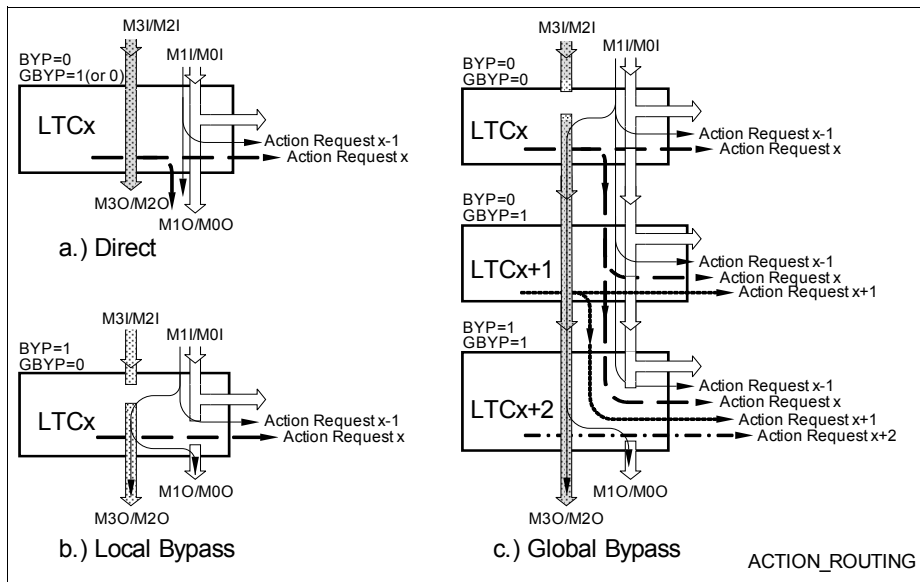 M3I/M2I
M1I/M0I
BYP=0
GBYP=1(or 0)
LTCx
Action Request x-1
Action Request x
M3O/M2O
M1O/M0O
a.) Direct
M3I/M2I
M1I/M0I
BYP=1
GBYP=0
LTCx
Action Request x-1
Action Request x
M1O/M0O
M3O/M2O
b.) Local Bypass
M3I/M2I
M1I/M0I
BYP=0
GBYP=0
LTCx
Action Request x-1
Action Request x
BYP=0
GBYP=1
LTCx+1
Action Request x-1
Action Request x
Action Request x+1
BYP=1
GBYP=1
LTCx+2
Action Request x-1
Action Request x
Action Request x+1
Action Request x+2
M1O/M0O
M3O/M2O
c.) Global Bypass
ACTION_ROUTING